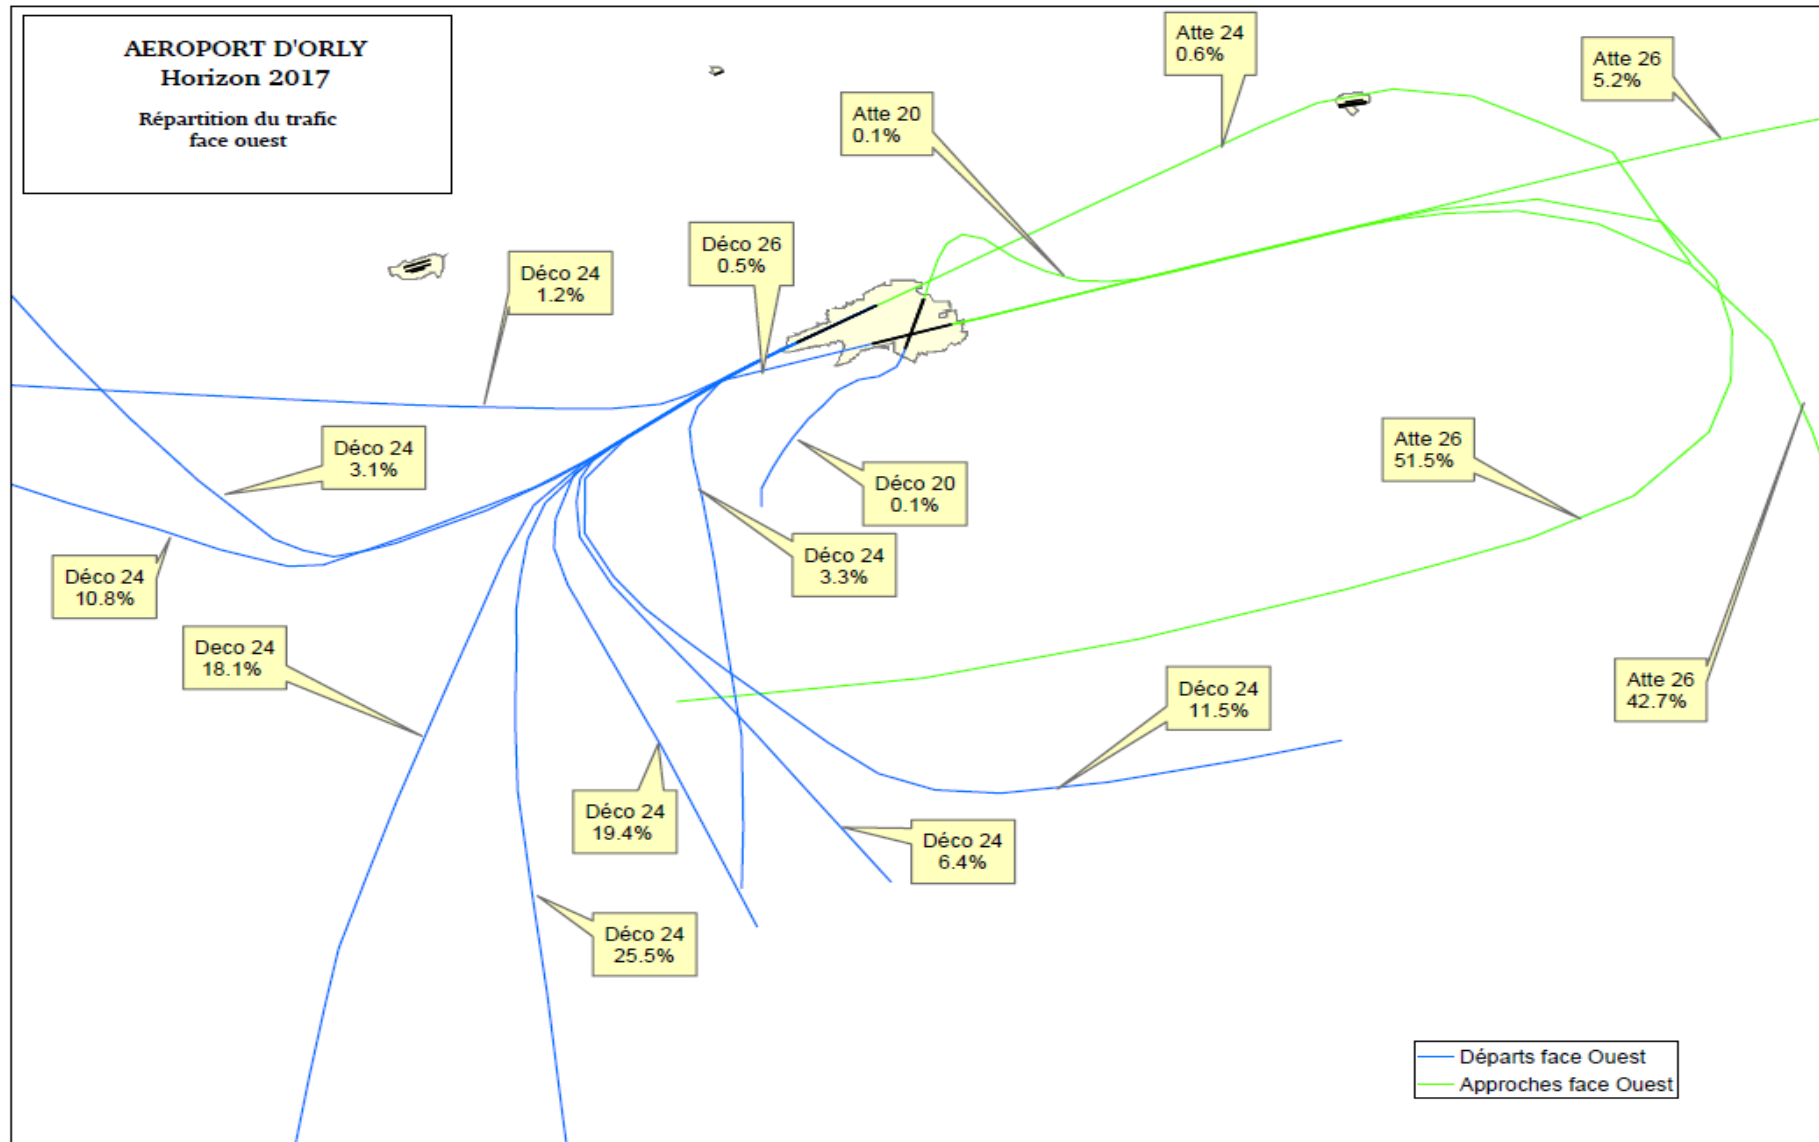 AEROPORT D'ORLY
Horizon 2017
Répartition du trafic
face ouest
Atte 24
0.6%
Atte 26
5.2%
Atte 20
0.1%
Déco 26
0.5%
Déco 24
1.2%
Déco 24
3.1%
Atte 26
51.5%
Déco 20
0.1%
Déco 24
3.3%
Déco 24
10.8%
Deco 24
18.1%
Déco 24
11.5%
Atte 26
42.7%
Déco 24
19.4%
Déco 24
6.4%
Déco 24
25.5%
Départs face Ouest
Approches face Ouest